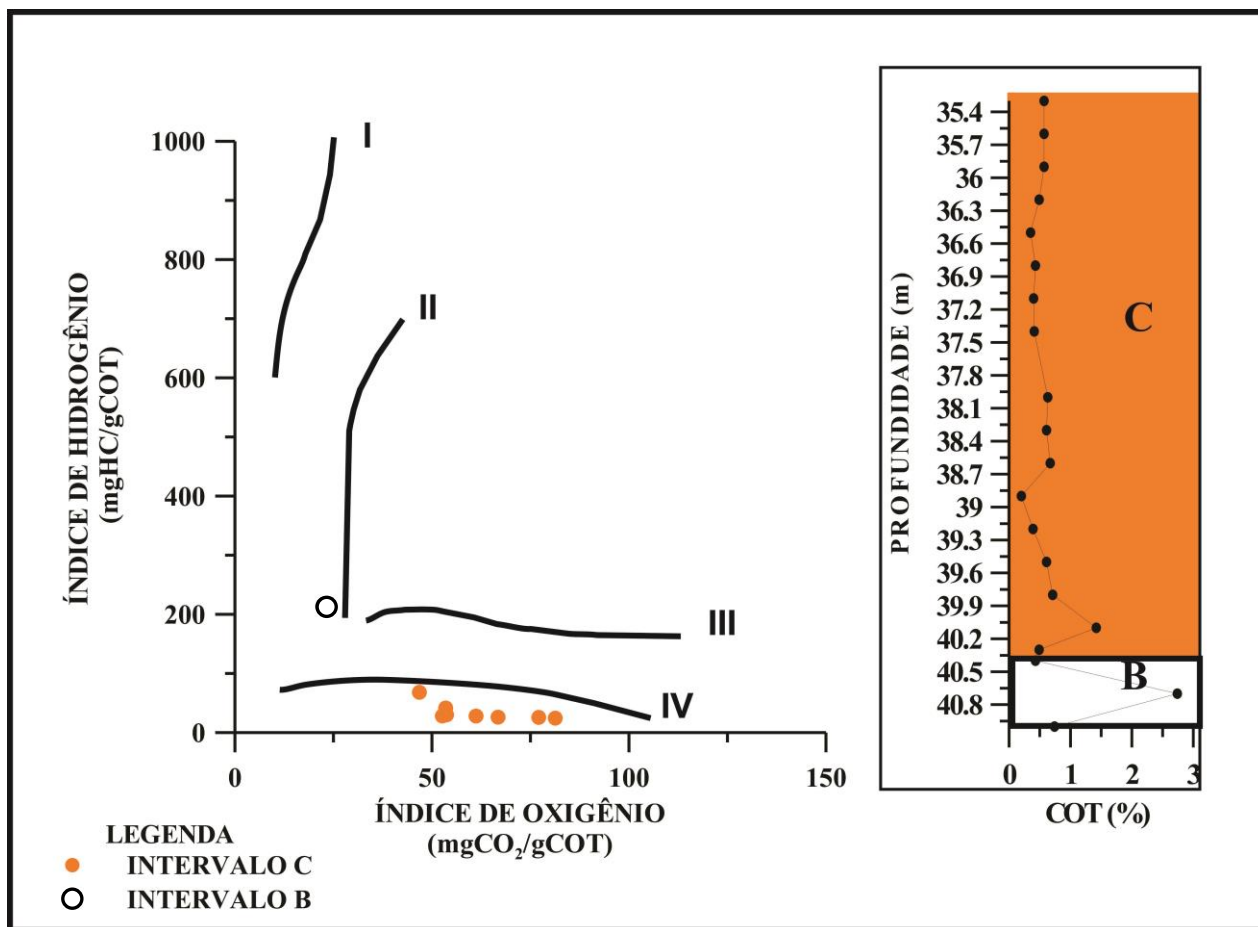 1000
800
600
400
200
0
ÍNDICE DE HIDROGÊNIO
(mgHC/gCOT)
I
II
III
IV
0
50
100
150
ÍNDICE DE OXIGÊNIO
(mgCO₂/gCOT)
LEGENDA
INTERVALO C
INTERVALO B
PROFUNDIDADE (m)
35.4
35.7
36
36.3
36.6
36.9
37.2
37.5
37.8
38.1
38.4
38.7
39
39.3
39.6
39.9
40.2
40.5
40.8
C
B
0
1
2
3
COT (%)